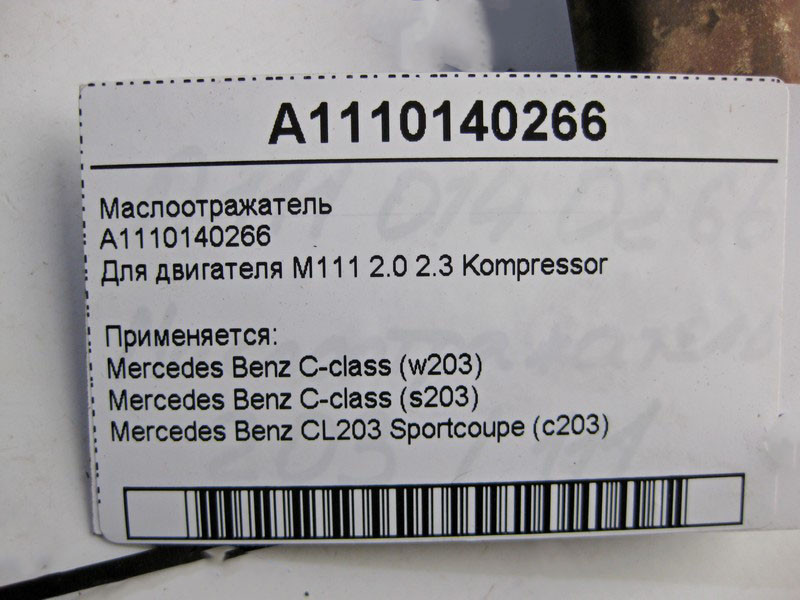 A1110140266
Маслоотражатель
A1110140266
Для двигателя M111 2.0 2.3 Kompressor
Применяется:
Mercedes Benz C-class (w203)
Mercedes Benz C-class (s203)
Mercedes Benz CL203 Sportcoupe (c203)